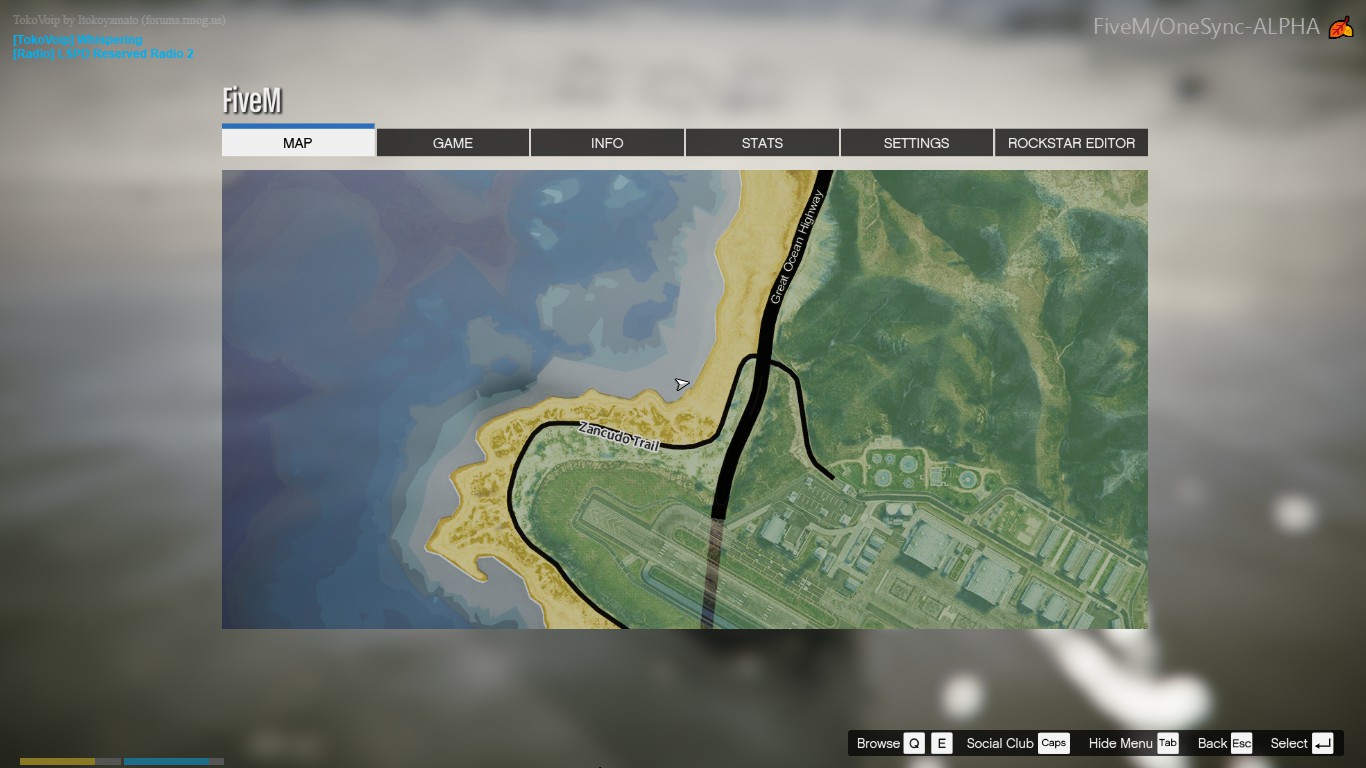 TokoVoip by Itokoyamato (forums.rmog.us)
[TokoVoip] Whispering
[Radio] LSPD Reserved Radio 2
FiveM/OneSync-ALPHA
FiveM
MAP GAME INFO STATS SETTINGS ROCKSTAR EDITOR
Great Ocean Highway
Zancudo Trail
Browse Q E Social Club Caps Hide Menu Tab Back Esc Select